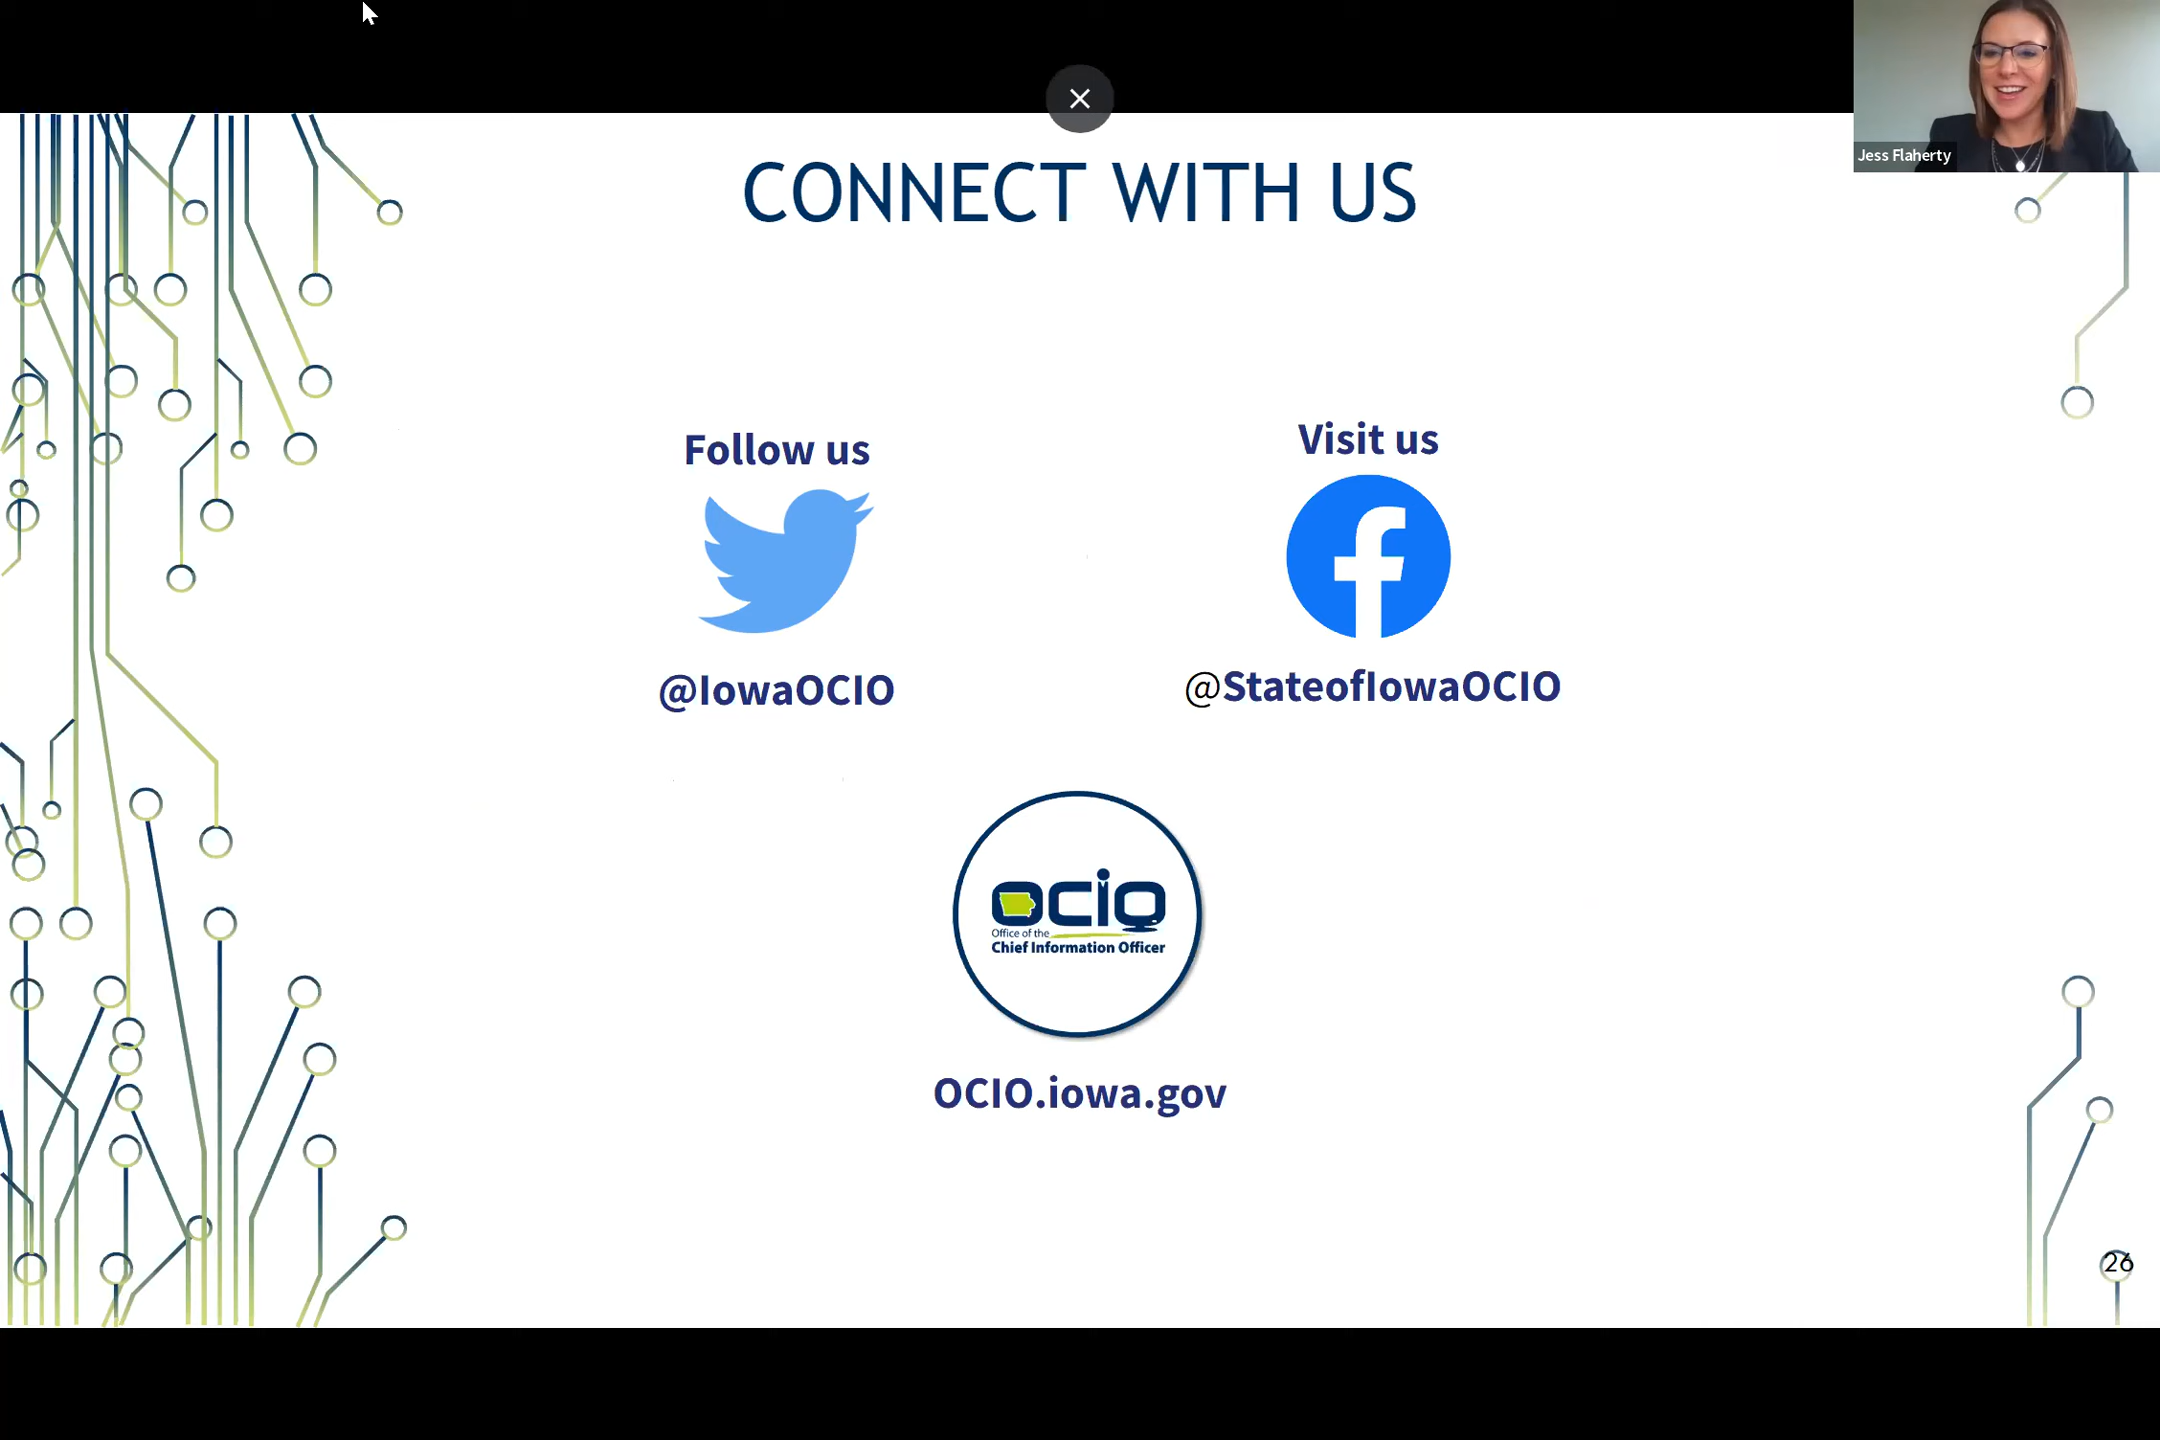 Jess Flaherty
CONNECT WITH US
Follow us
Visit us
@IowaOCIO
@StateofIowaOCIO
ocio
Office of the
Chief Information Officer
OCIO.iowa.gov
26